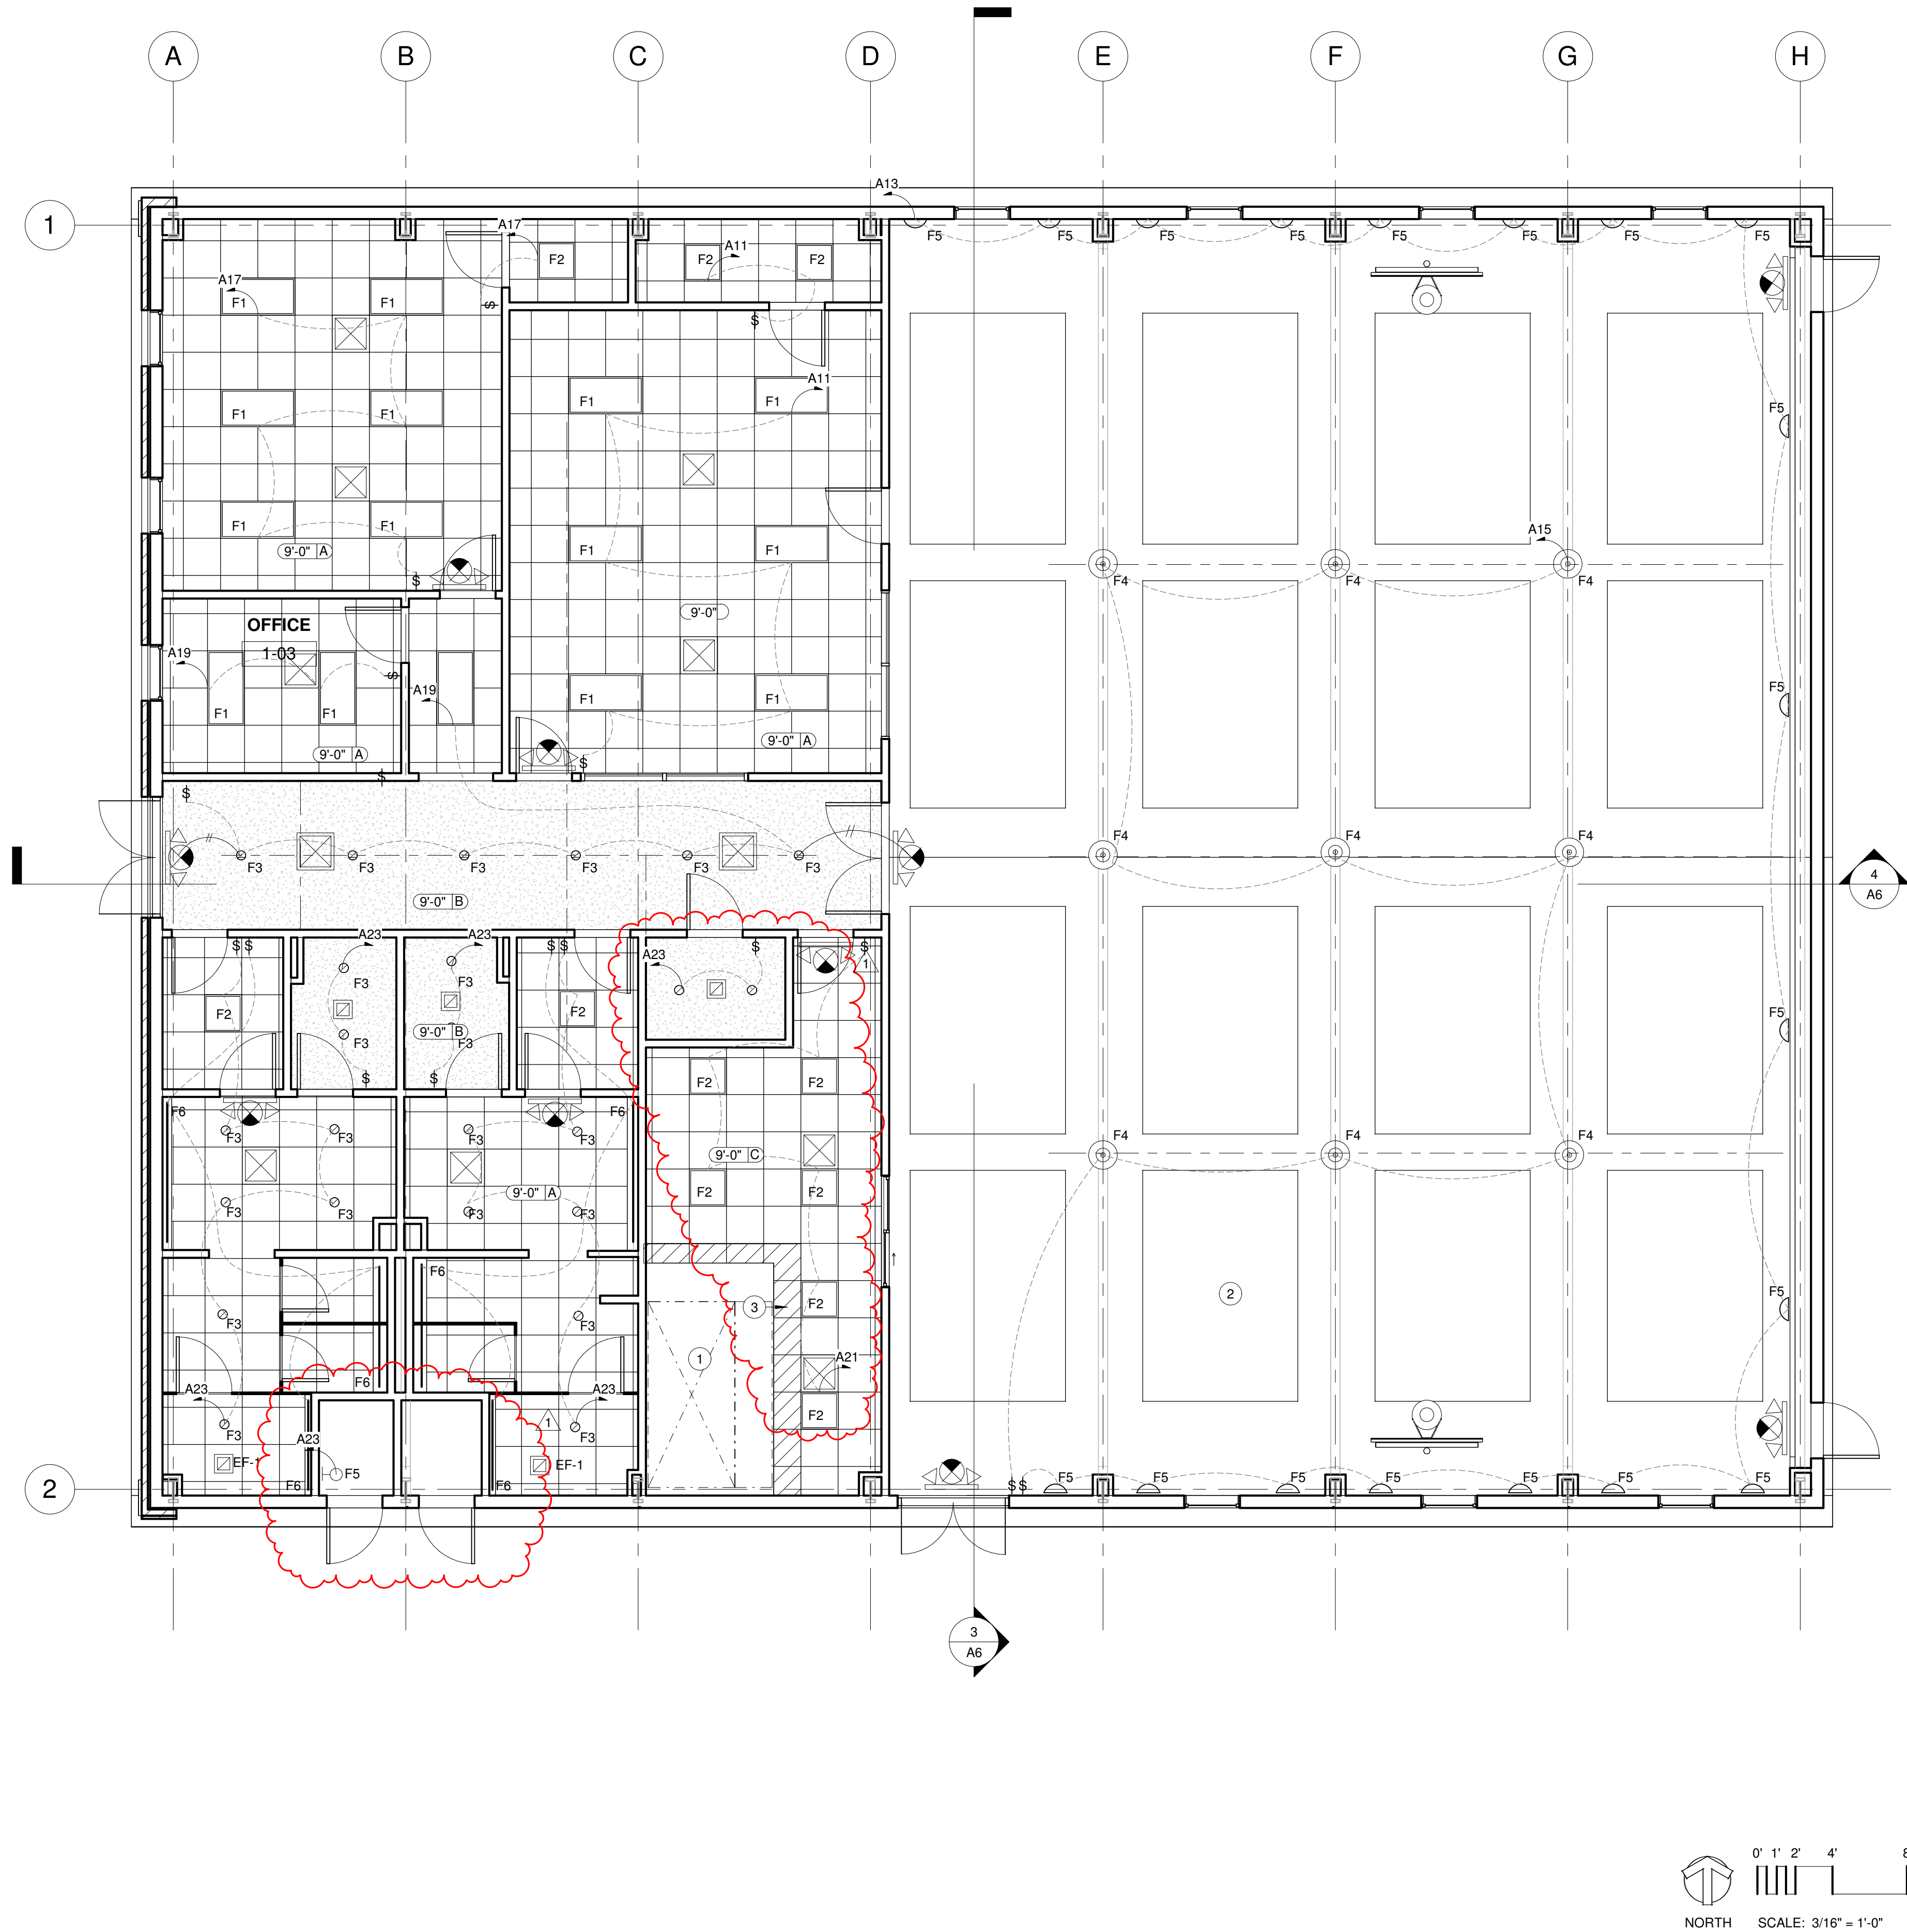 A B C D E F G H
A13
1
A17
F5 F5 F5 F5 F5 F5 F5 F5
A11
F2 F2 F2
A17
$
F1 F1
$
A11
F1 F1
F1 F1
F5
A15
F1 F1
F1 F1
9'-0" A
F4 F4 F4
$
9'-0"
OFFICE
1-03
A19
$
A19
F1 F1
F1 F1
F5
9'-0" A
9'-0" A
$
$
$
F4 F4 F4
F3 F3 F3 F3 F3 F3
4
A6
9'-0" B
A23 A23
$ $ $ $ $ $
A23
1
F3 F3
F2 F2
F5
9'-0" B
F3 F3
$ $
F2 F2
F6 F6
F3 F3 F3 F3
F4 F4 F4
9'-0" C
9'-0" A
F2 F2
F3 F3 F3 F3
F6
F5
2
3
F2
F3 F3
1
A21
F6
A23 A23
F2
1
F3 F3
A23
EF-1 EF-1
F5
F6 F6
$ $
F5 F5 F5 F5 F5 F5 F5
2
3
A6
0' 1' 2' 4' 8
NORTH SCALE: 3/16" = 1'-0"